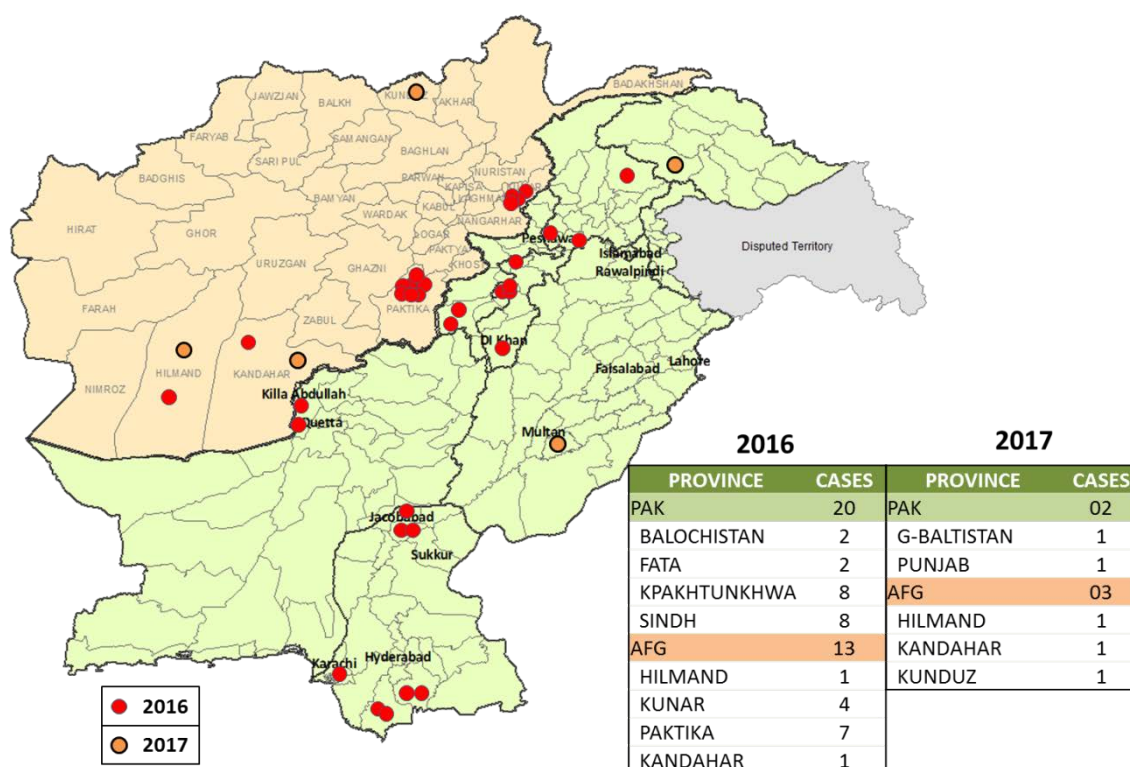 BADAKHSHAN
JAWZJAN
BALKH
TAKHAR
FARYAB
SAMANGAN
SARI PUL
BAGHLAN
BADGHIS
PARWAN
NURISTAN
BAMYAN
KAPISA
KABUL
WARDAK
NANGARHAR
HIRAT
GHOR
LOGAR
PAKTYA
Peshawar
Islamabad
Rawalpindi
Disputed Territory
URUZGAN
GHAZNI
KHOST
FARAH
ZABUL
PAKTIKA
DI Khan
Faisalabad
Lahore
NIMROZ
HILMAND
KANDAHAR
Killa Abdullah
Quetta
Multan
Jacobabad
Sukkur
Karachi
Hyderabad
2016
2017
2016
PROVINCE CASES
PAK 20
BALOCHISTAN 2
FATA 2
KPAKHTUNKHWA 8
SINDH 8
AFG 13
HILMAND 1
KUNAR 4
PAKTIKA 7
KANDAHAR 1
2017
PROVINCE CASES
PAK 02
G-BALTISTAN 1
PUNJAB 1
AFG 03
HILMAND 1
KANDAHAR 1
KUNDUZ 1